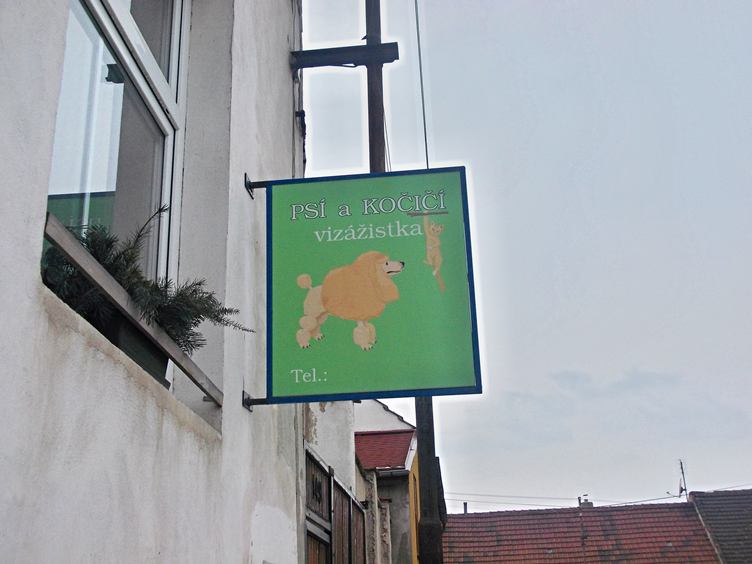 PSÍ a KOČIČÍ
vizážistka
Tel.: